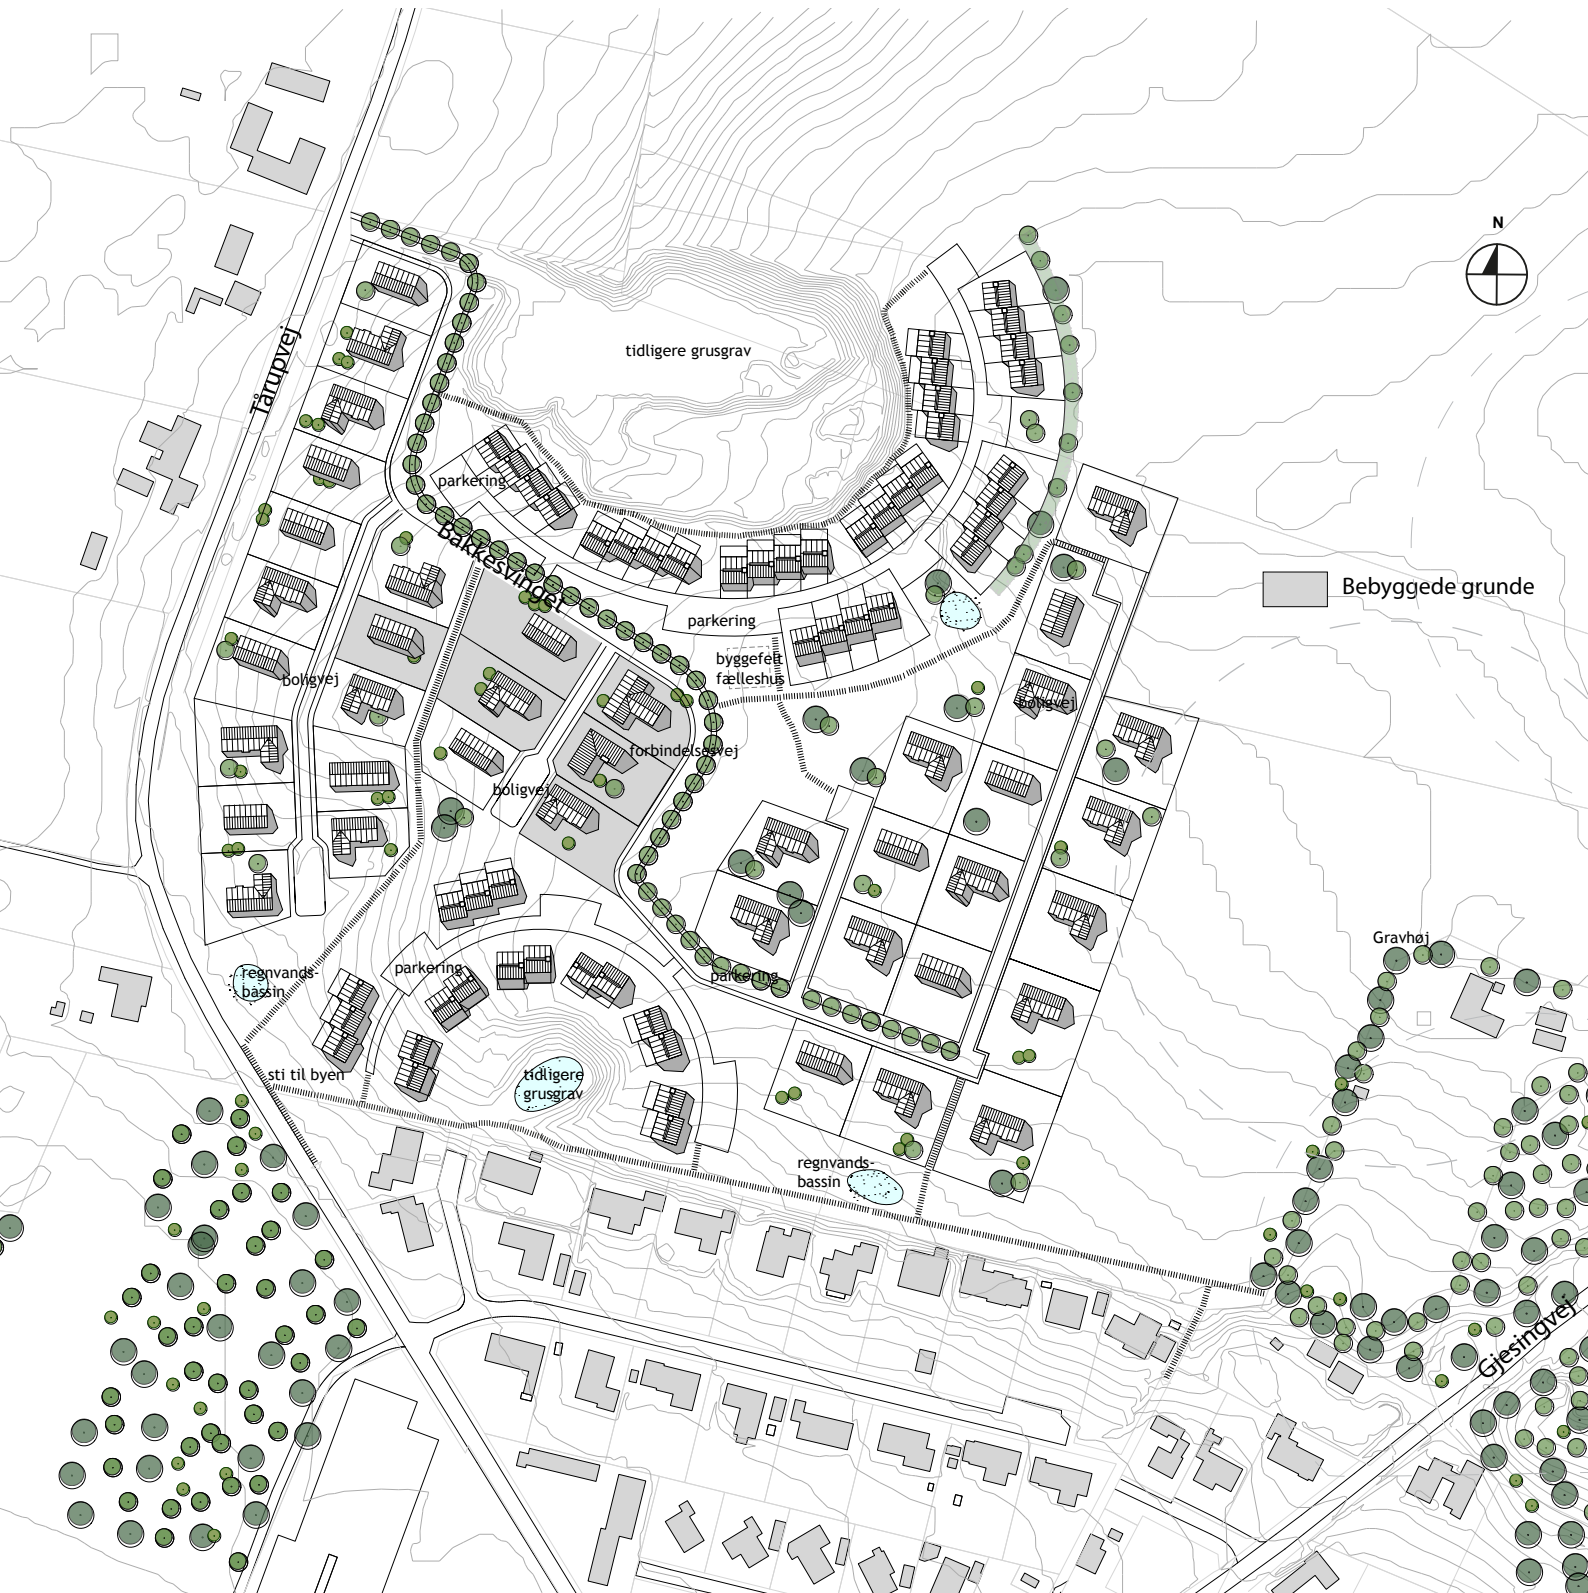 N
tidligere grusgrav
Tårupvej
parkering
Bakkesvinget
Bebyggede grunde
parkering
byggefelt
fælleshus
boligvej
boligvej
forbindelsesvej
boligvej
Gravhøj
parkering
parkering
regnvands-
bassin
sti til byen
tidligere
grusgrav
regnvands-
bassin
Gjesingvej